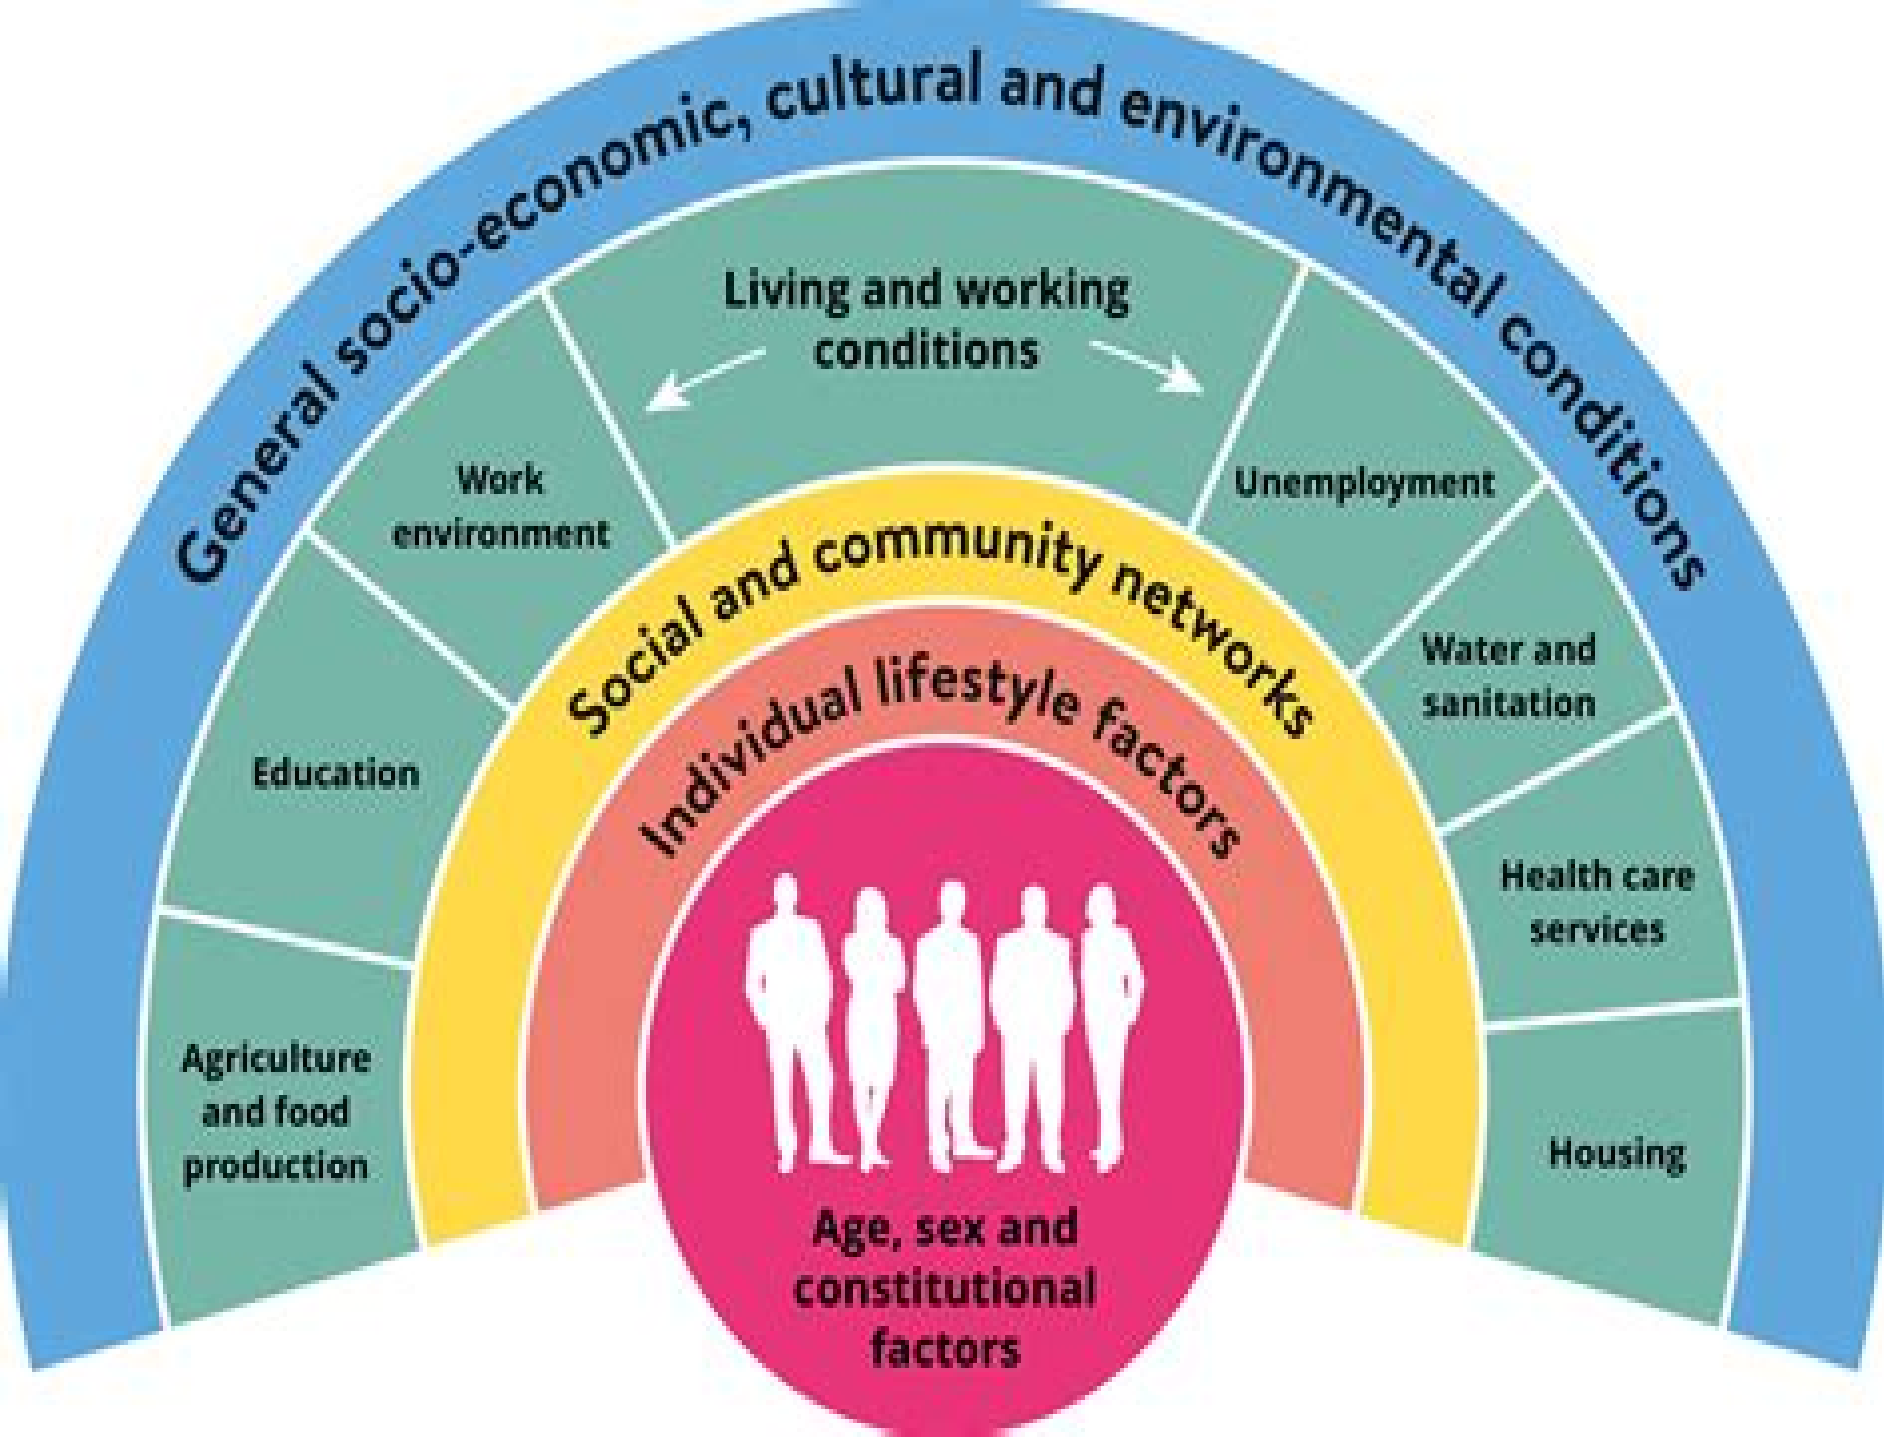 General socio-economic, cultural and environmental conditions
Living and working
conditions
Work
environment
Unemployment
Education
Water and
sanitation
Agriculture
and food
production
Health care
services
Housing
Social and community networks
Individual lifestyle factors
Age, sex and
constitutional
factors